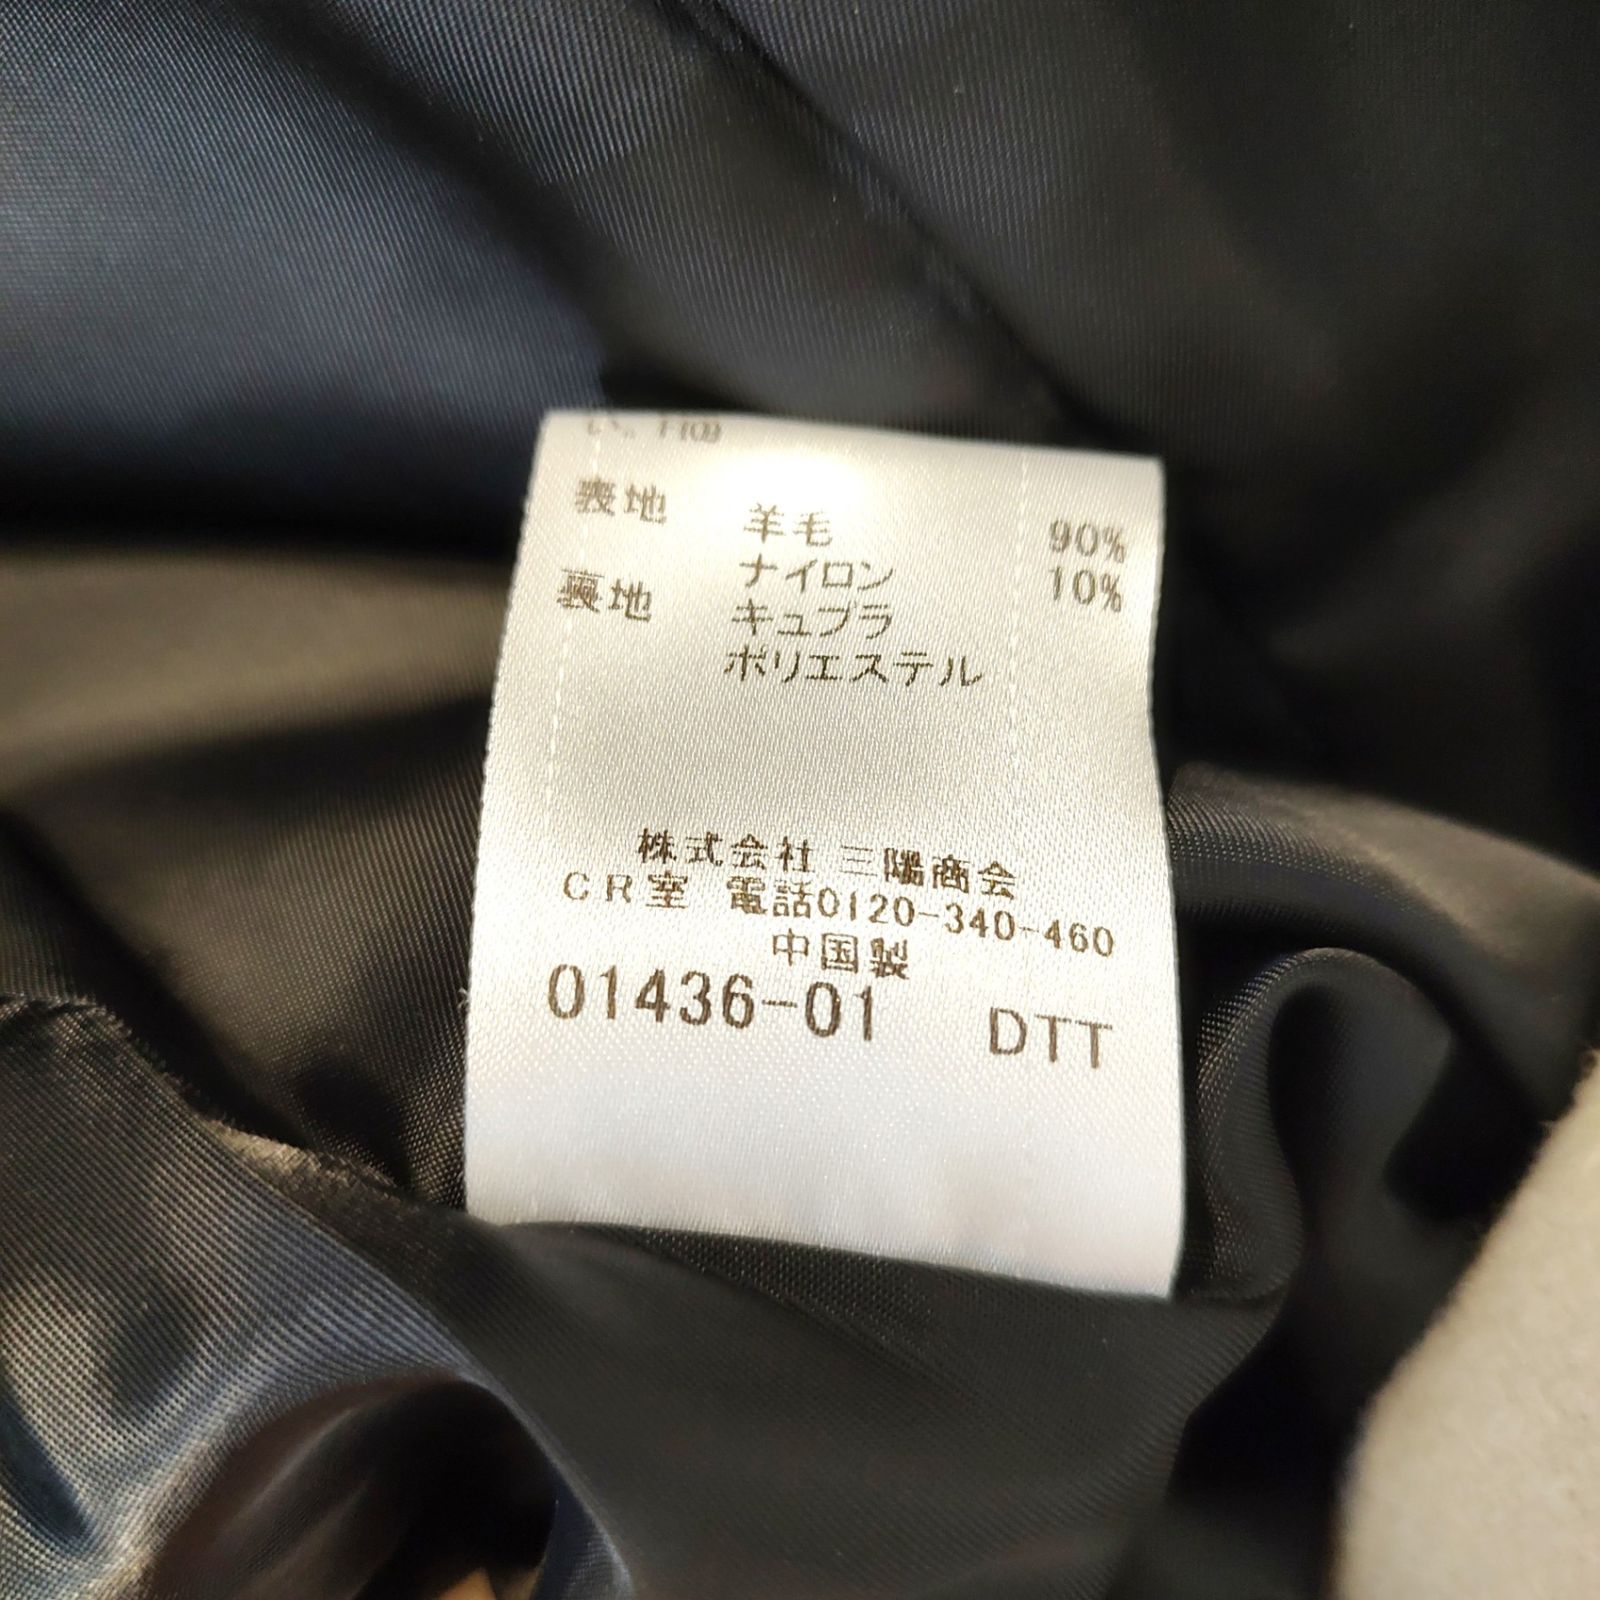 表地 羊毛 90%
ナイロン 10%
裏地 キュプラ
ポリエステル
株式会社 三陽商会
CR室 電話0120-340-460
中国製
01436-01 DTT